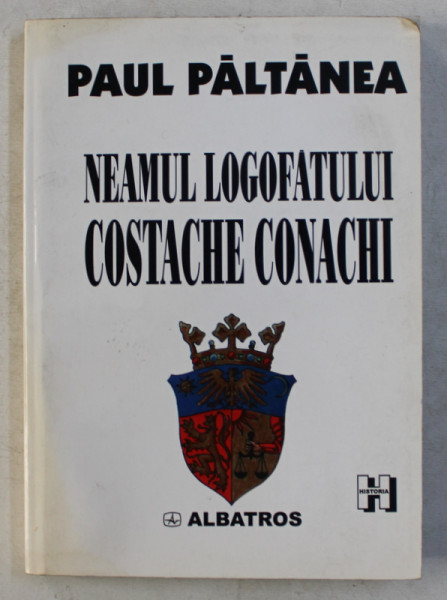 PAUL PĂLTĂNEA
NEAMUL LOGOFĂTULUI
COSTACHE CONACHI
ALBATROS
HISTORIA